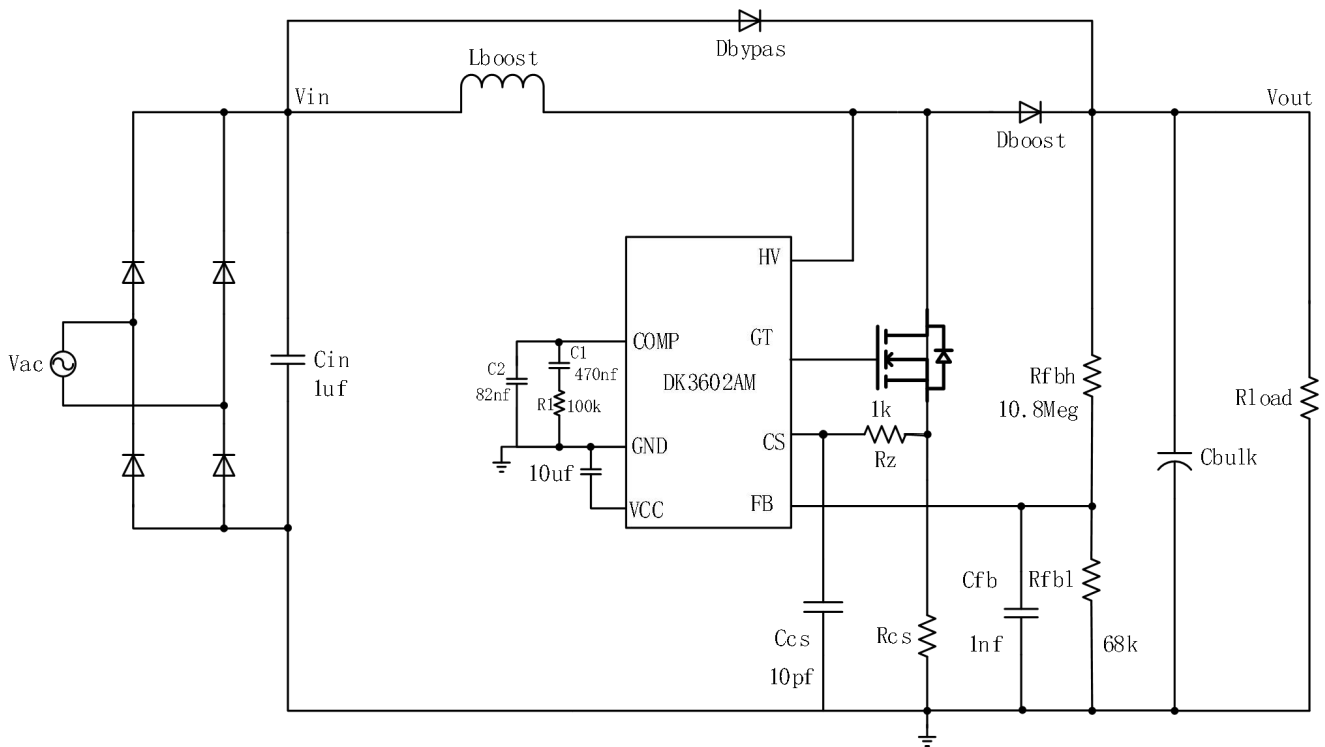 Dbypas
Lboost
Vin
Vout
Dboost
HV
COMP
GT
C1
470nf
C2
82nf
R1
100k
DK3602AM
Vac
Cin
1uf
Rfbh
10.8Meg
Rload
1k
CS
Rz
GND
10uf
VCC
FB
Cbulk
Cfb
Rfbl
1nf
68k
Ccs
10pf
Rcs